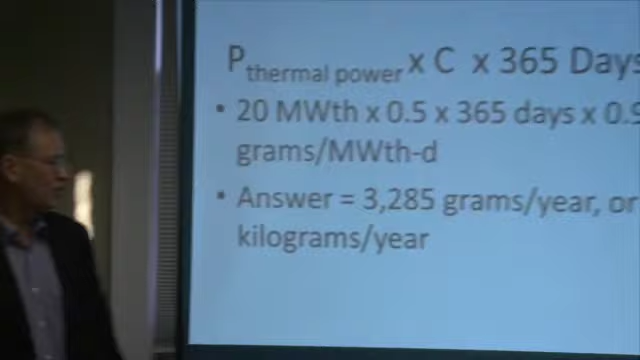 P thermal power x C x 365 Days
• 20 MWth x 0.5 x 365 days x 0.9
grams/MWth-d
• Answer = 3,285 grams/year, or
kilograms/year